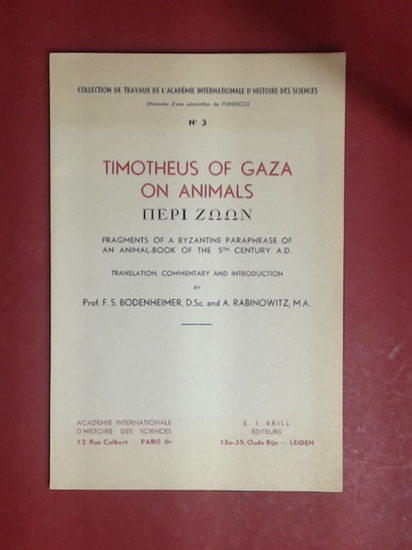 COLLECTION DE TRAVAUX DE L'ACADÉMIE INTERNATIONALE D'HISTOIRE DES SCIENCES
(Honorée d'une subvention de l'UNESCO)
N° 3
TIMOTHEUS OF GAZA
ON ANIMALS
ΠΕΡΙ ΖΩΩΝ
FRAGMENTS OF A BYZANTINE PARAPHRASE OF
AN ANIMAL-BOOK OF THE 5TH CENTURY A.D.
TRANSLATION, COMMENTARY AND INTRODUCTION
BY
Prof. F. S. BODENHEIMER, D.Sc. and A. RABINOWITZ, M.A.
ACADÉMIE INTERNATIONALE
D'HISTOIRE DES SCIENCES
12 Rue Colbert — PARIS IIe
E. J. BRILL
ÉDITEURS
33a-35, Oude Rijn — LEIDEN